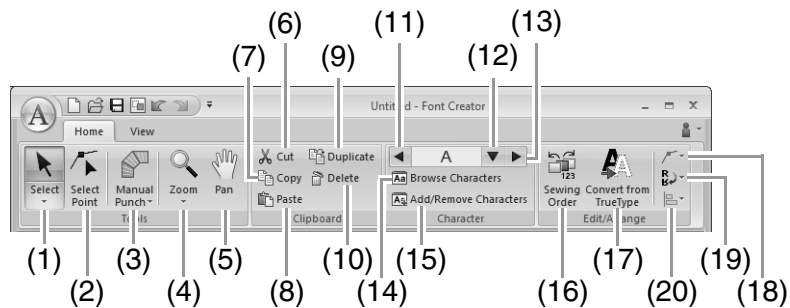 (6) (11) (13)
(7) (9) (12)
A Untitled - Font Creator
Home View
Cut Duplicate A
Select Select Manual Zoom Pan Copy Delete Browse Characters Sewing Convert from
Point Punch Paste Add/Remove Characters 123 Order TrueType
Tools Clipboard Character Edit/Arrange
(1) (3) (5) (10) (15) (17) (19)
(2) (4) (8) (14) (16) (20) (18)